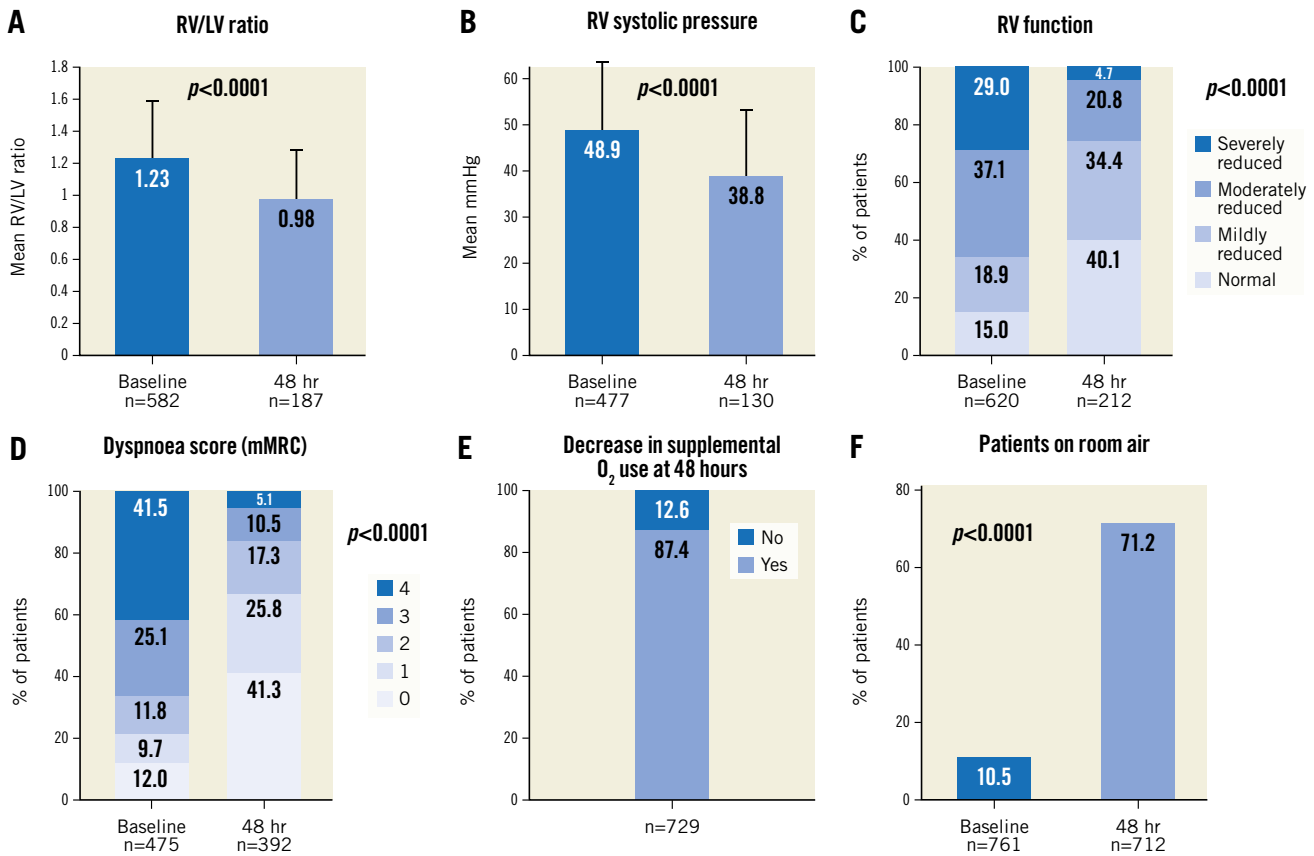 A
RV/LV ratio
Mean RV/LV ratio
1.8
1.6
1.4
1.2
1
0.8
0.6
0.4
0.2
0
p<0.0001
1.23
0.98
Baseline
n=582
48 hr
n=187
B
RV systolic pressure
Mean mmHg
60
50
40
30
20
10
0
p<0.0001
48.9
38.8
Baseline
n=477
48 hr
n=130
C
RV function
% of patients
100
80
60
40
20
0
29.0
37.1
18.9
15.0
4.7
20.8
34.4
40.1
Baseline
n=620
48 hr
n=212
p<0.0001
Severely
reduced
Moderately
reduced
Mildly
reduced
Normal
D
Dyspnoea score (mMRC)
% of patients
100
80
60
40
20
0
41.5
25.1
11.8
9.7
12.0
5.1
10.5
17.3
25.8
41.3
Baseline
n=475
48 hr
n=392
p<0.0001
4
3
2
1
0
E
Decrease in supplemental
O2 use at 48 hours
% of patients
100
90
80
70
60
50
40
30
20
10
0
12.6
87.4
No
Yes
n=729
F
Patients on room air
% of patients
80
60
40
20
0
p<0.0001
10.5
71.2
Baseline
n=761
48 hr
n=712